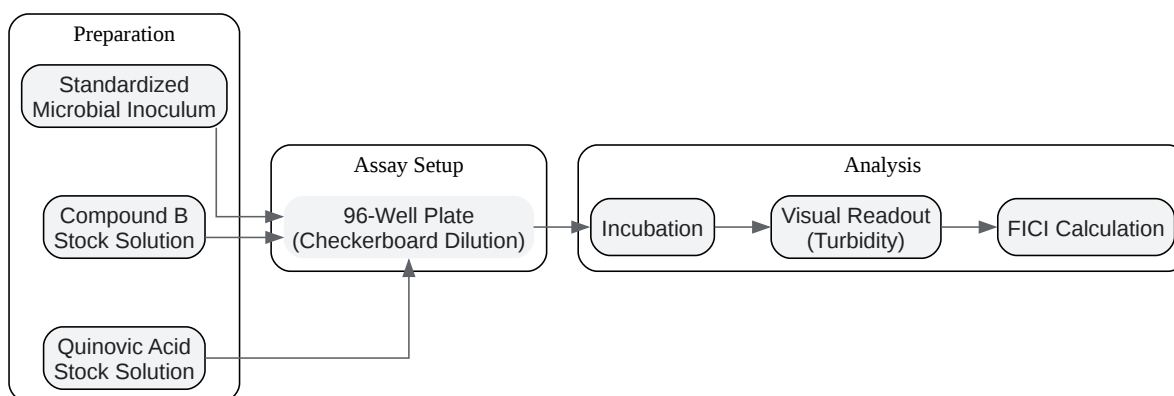 Preparation
Standardized
Microbial Inoculum
Compound B
Stock Solution
Quinovic Acid
Stock Solution
Assay Setup
96-Well Plate
(Checkerboard Dilution)
Analysis
Incubation
Visual Readout
(Turbidity)
FICI Calculation